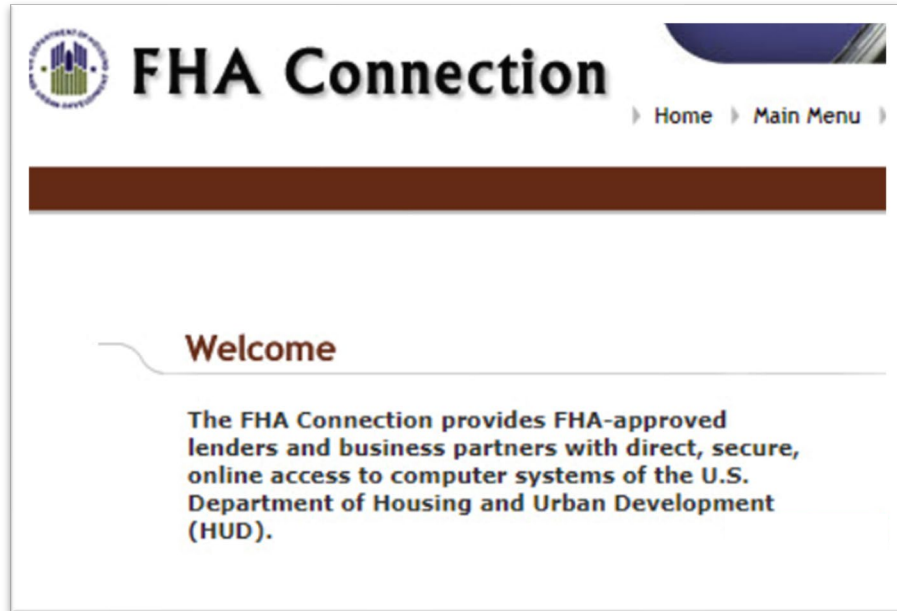 FHA Connection
Home Main Menu
Welcome
The FHA Connection provides FHA-approved
lenders and business partners with direct, secure,
online access to computer systems of the U.S.
Department of Housing and Urban Development
(HUD).